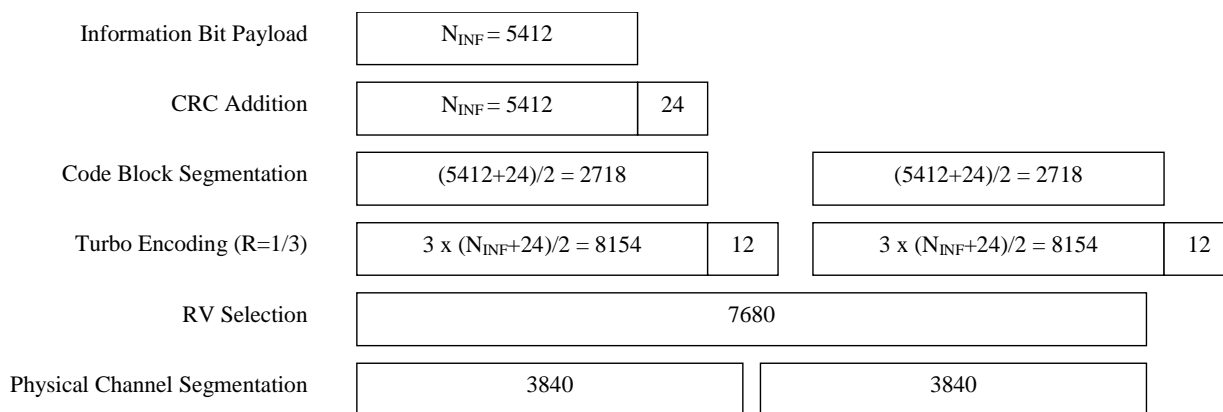 Information Bit Payload N_INF = 5412
CRC Addition N_INF = 5412 24
Code Block Segmentation (5412+24)/2 = 2718 (5412+24)/2 = 2718
Turbo Encoding (R=1/3) 3 x (N_INF+24)/2 = 8154 12 3 x (N_INF+24)/2 = 8154 12
RV Selection 7680
Physical Channel Segmentation 3840 3840